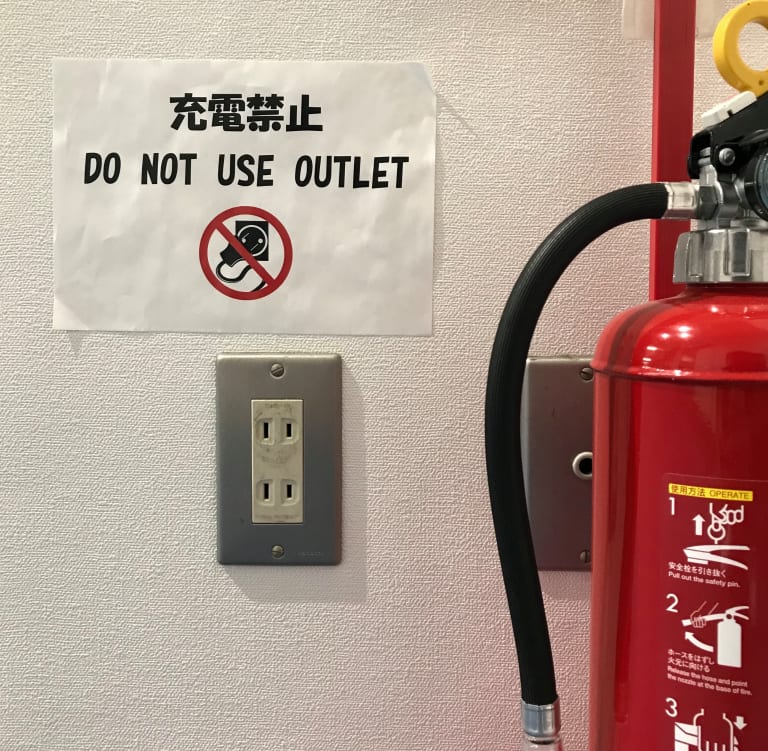 充電禁止
DO NOT USE OUTLET
使用方法 OPERATE
1
安全栓を引き抜く
Pull out the safety pin.
2
ホースをはずし
火元に向ける
Release the hose and point
the nozzle at the base of fire.
3